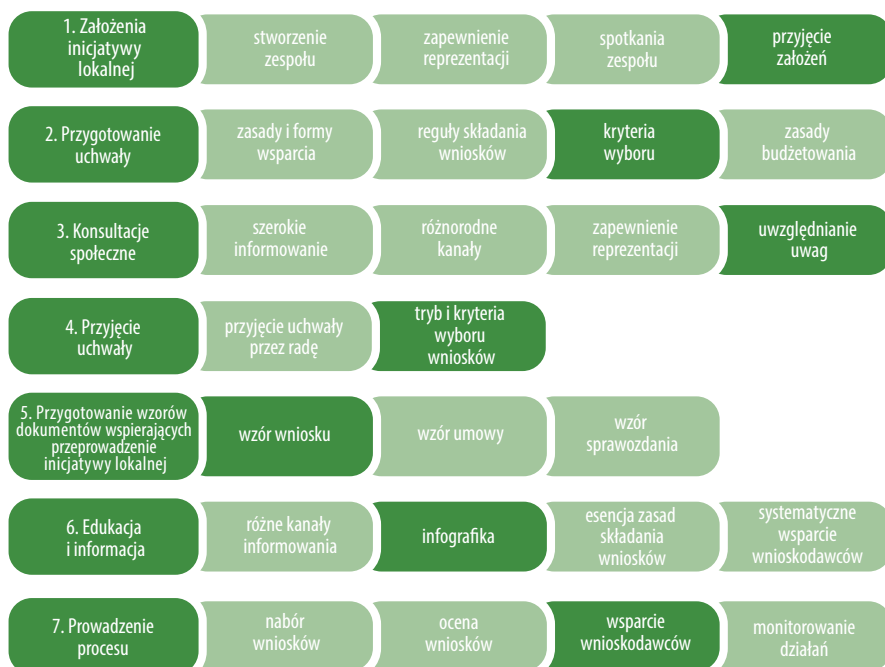 1. Założenia
inicjatywy
lokalnej
stworzenie
zespołu
zapewnienie
reprezentacji
spotkania
zespołu
przyjęcie
założeń
2. Przygotowanie
uchwały
zasady i formy
wsparcia
reguły składania
wniosków
kryteria
wyboru
zasady
budżetowania
3. Konsultacje
społeczne
szerokie
informowanie
różnorodne
kanały
zapewnienie
reprezentacji
uwzględnianie
uwag
4. Przyjęcie
uchwały
przyjęcie uchwały
przez radę
tryb i kryteria
wyboru
wniosków
5. Przygotowanie wzorów
dokumentów wspierających
przeprowadzenie
inicjatywy lokalnej
wzór wniosku
wzór umowy
wzór
sprawozdania
6. Edukacja
i informacja
różne kanały
informowania
infografika
esencja zasad
składania
wniosków
systematyczne
wsparcie
wnioskodawców
7. Prowadzenie
procesu
nabór
wniosków
ocena
wniosków
wsparcie
wnioskodawców
monitorowanie
działań